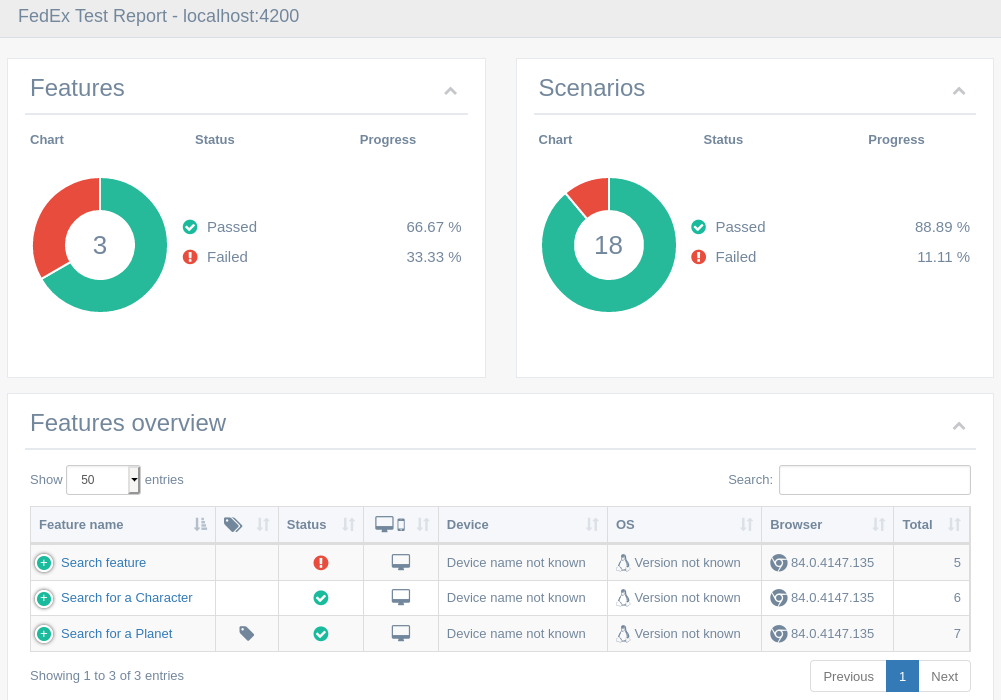 FedEx Test Report - localhost:4200
Features
Chart Status Progress
3
Passed 66.67 %
Failed 33.33 %
Scenarios
Chart Status Progress
18
Passed 88.89 %
Failed 11.11 %
Features overview
Show 50 entries Search:
Feature name Status Device OS Browser Total
Search feature Device name not known Version not known 84.0.4147.135 5
Search for a Character Device name not known Version not known 84.0.4147.135 6
Search for a Planet Device name not known Version not known 84.0.4147.135 7
Showing 1 to 3 of 3 entries Previous 1 Next